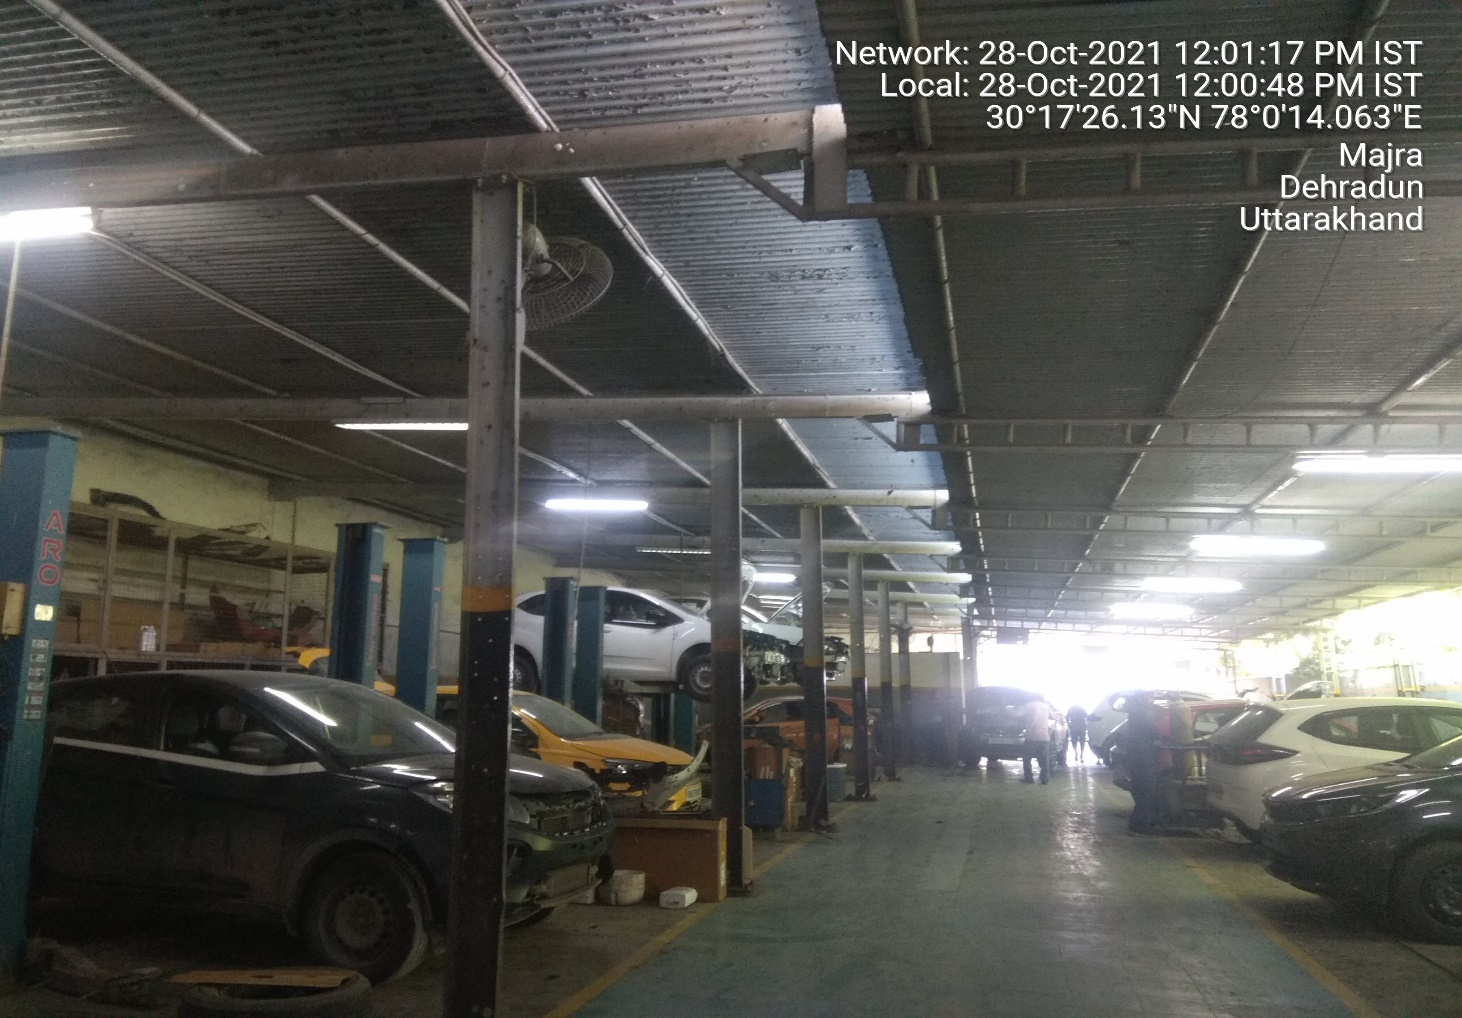 Network: 28-Oct-2021 12:01:17 PM IST
Local: 28-Oct-2021 12:00:48 PM IST
30°17'26.13"N 78°0'14.063"E
Majra
Dehradun
Uttarakhand
ARO